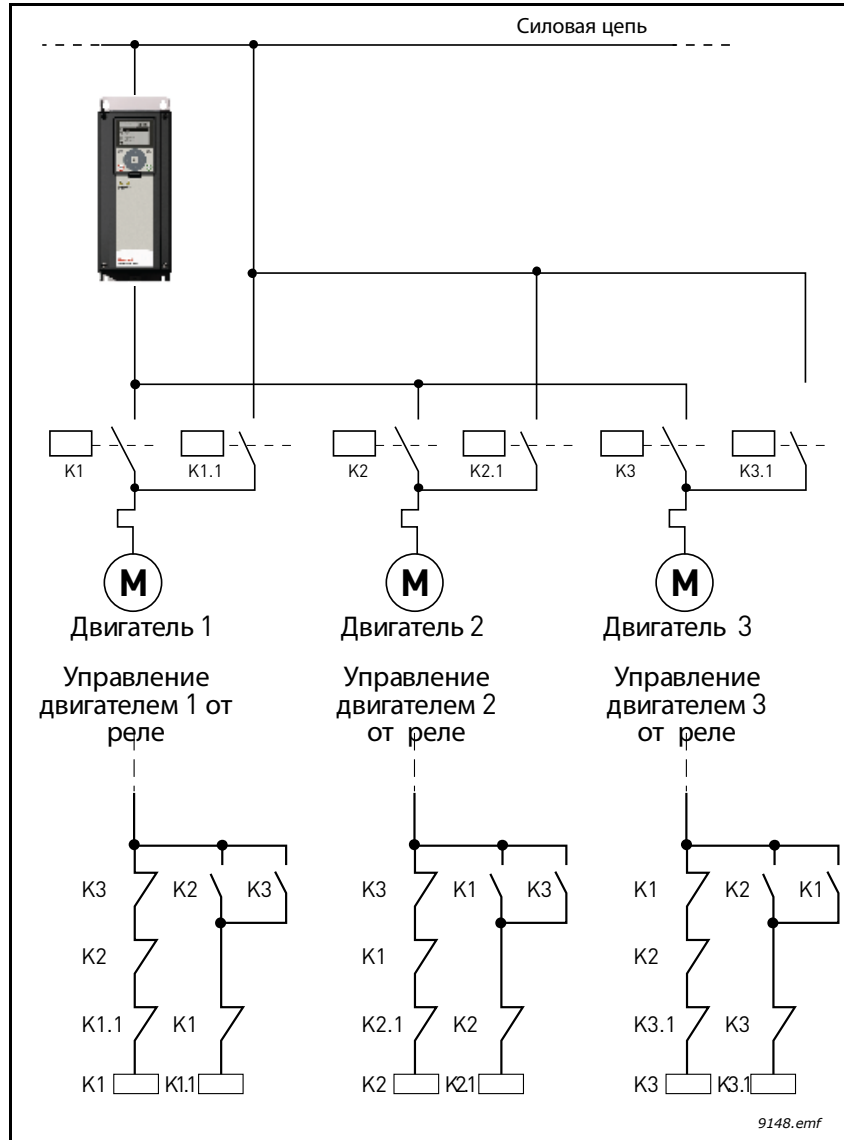 Силовая цепь
K1
K1.1
K2
K2.1
K3
K3.1
M
M
M
Двигатель 1
Двигатель 2
Двигатель 3
Управление
двигателем 1 от
реле
Управление
двигателем 2
от реле
Управление
двигателем 3
от реле
K3
K2
K3
K2
K1.1
K1
K1
K1.1
K3
K1
K3
K1
K2.1
K2
K2
K2.1
K1
K2
K1
K2
K3.1
K3
K3
K3.1
9148.emf